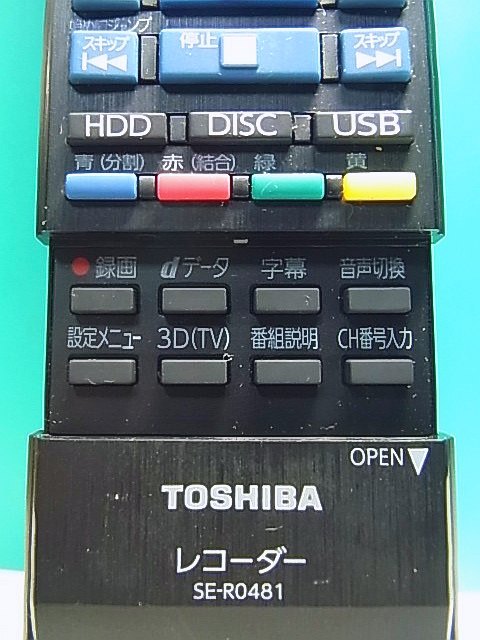 スキップ 停止 スキップ
HDD DISC USB
青(分割) 赤(結合) 緑 黄
録画 dデータ 字幕 音声切換
設定メニュー 3D(TV) 番組説明 CH番号入力
OPEN▼
TOSHIBA
レコーダー
SE-R0481